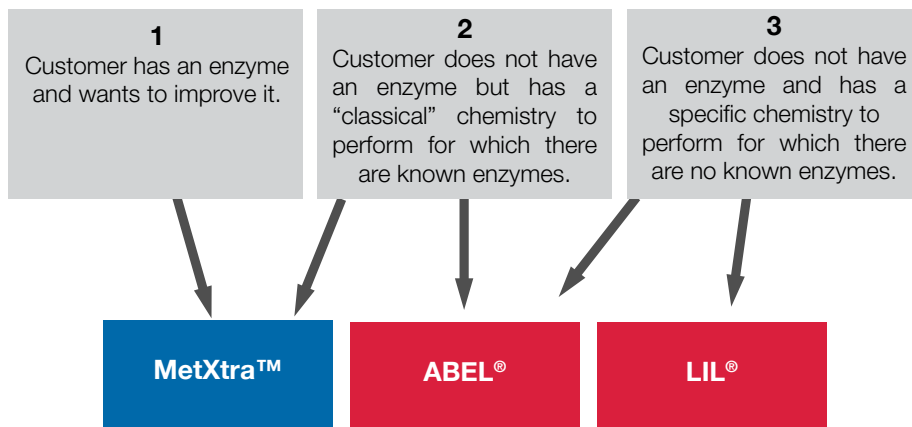 1
Customer has an enzyme
and wants to improve it.
2
Customer does not have
an enzyme but has a
“classical” chemistry to
perform for which there
are known enzymes.
3
Customer does not have
an enzyme and has a
specific chemistry to
perform for which there
are no known enzymes.
MetXtra™
ABEL®
LIL®